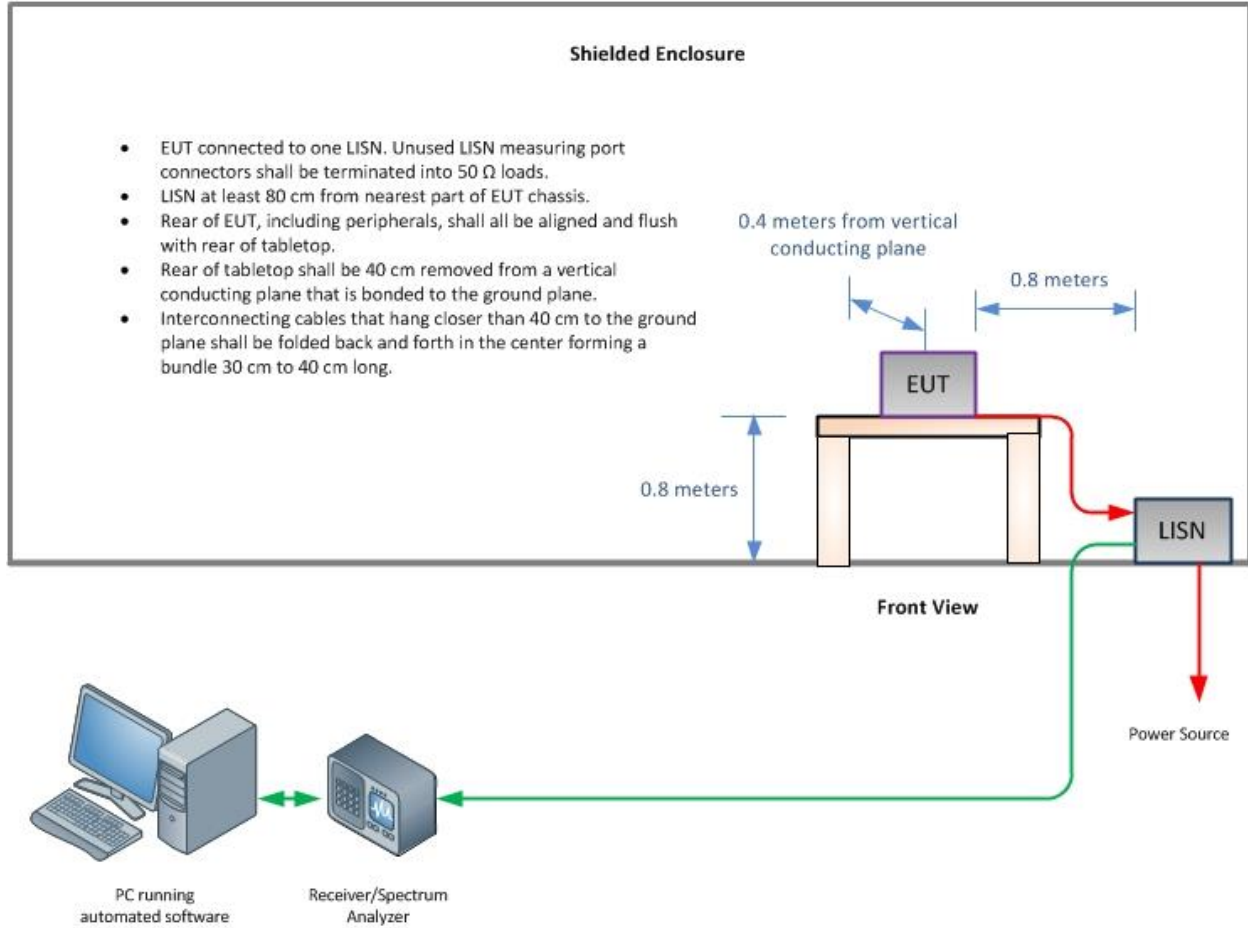 Shielded Enclosure
• EUT connected to one LISN. Unused LISN measuring port
connectors shall be terminated into 50 Ω loads.
• LISN at least 80 cm from nearest part of EUT chassis.
• Rear of EUT, including peripherals, shall all be aligned and flush
with rear of tabletop.
• Rear of tabletop shall be 40 cm removed from a vertical
conducting plane that is bonded to the ground plane.
• Interconnecting cables that hang closer than 40 cm to the ground
plane shall be folded back and forth in the center forming a
bundle 30 cm to 40 cm long.
0.4 meters from vertical
conducting plane
0.8 meters
EUT
0.8 meters
LISN
Front View
Power Source
PC running
automated software
Receiver/Spectrum
Analyzer